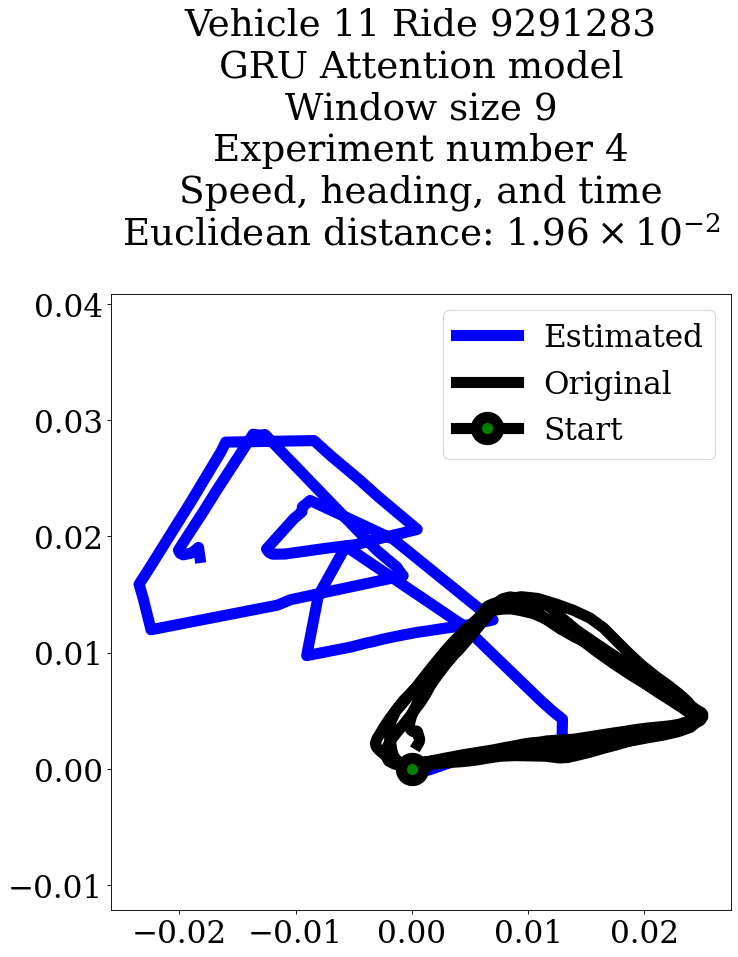 Vehicle 11 Ride 9291283
GRU Attention model
Window size 9
Experiment number 4
Speed, heading, and time
Euclidean distance: 1.96 × 10⁻²
0.04
0.03
0.02
0.01
0.00
−0.01
Estimated
Original
Start
−0.02 −0.01 0.00 0.01 0.02